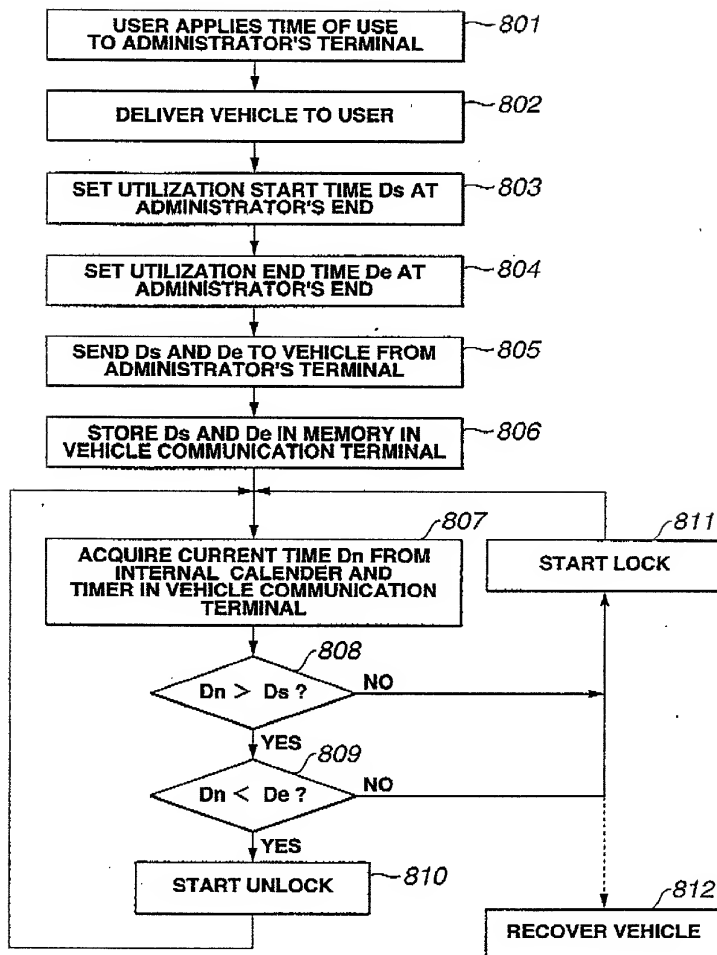 USER APPLIES TIME OF USE
TO ADMINISTRATOR'S TERMINAL
801
DELIVER VEHICLE TO USER
802
SET UTILIZATION START TIME Ds AT
ADMINISTRATOR'S END
803
SET UTILIZATION END TIME De AT
ADMINISTRATOR'S END
804
SEND Ds AND De TO VEHICLE FROM
ADMINISTRATOR'S TERMINAL
805
STORE Ds AND De IN MEMORY IN
VEHICLE COMMUNICATION TERMINAL
806
807
ACQUIRE CURRENT TIME Dn FROM
INTERNAL CALENDER AND
TIMER IN VEHICLE COMMUNICATION
TERMINAL
811
START LOCK
808
Dn > Ds ?
NO
YES
809
Dn < De ?
NO
YES
START UNLOCK
810
812
RECOVER VEHICLE